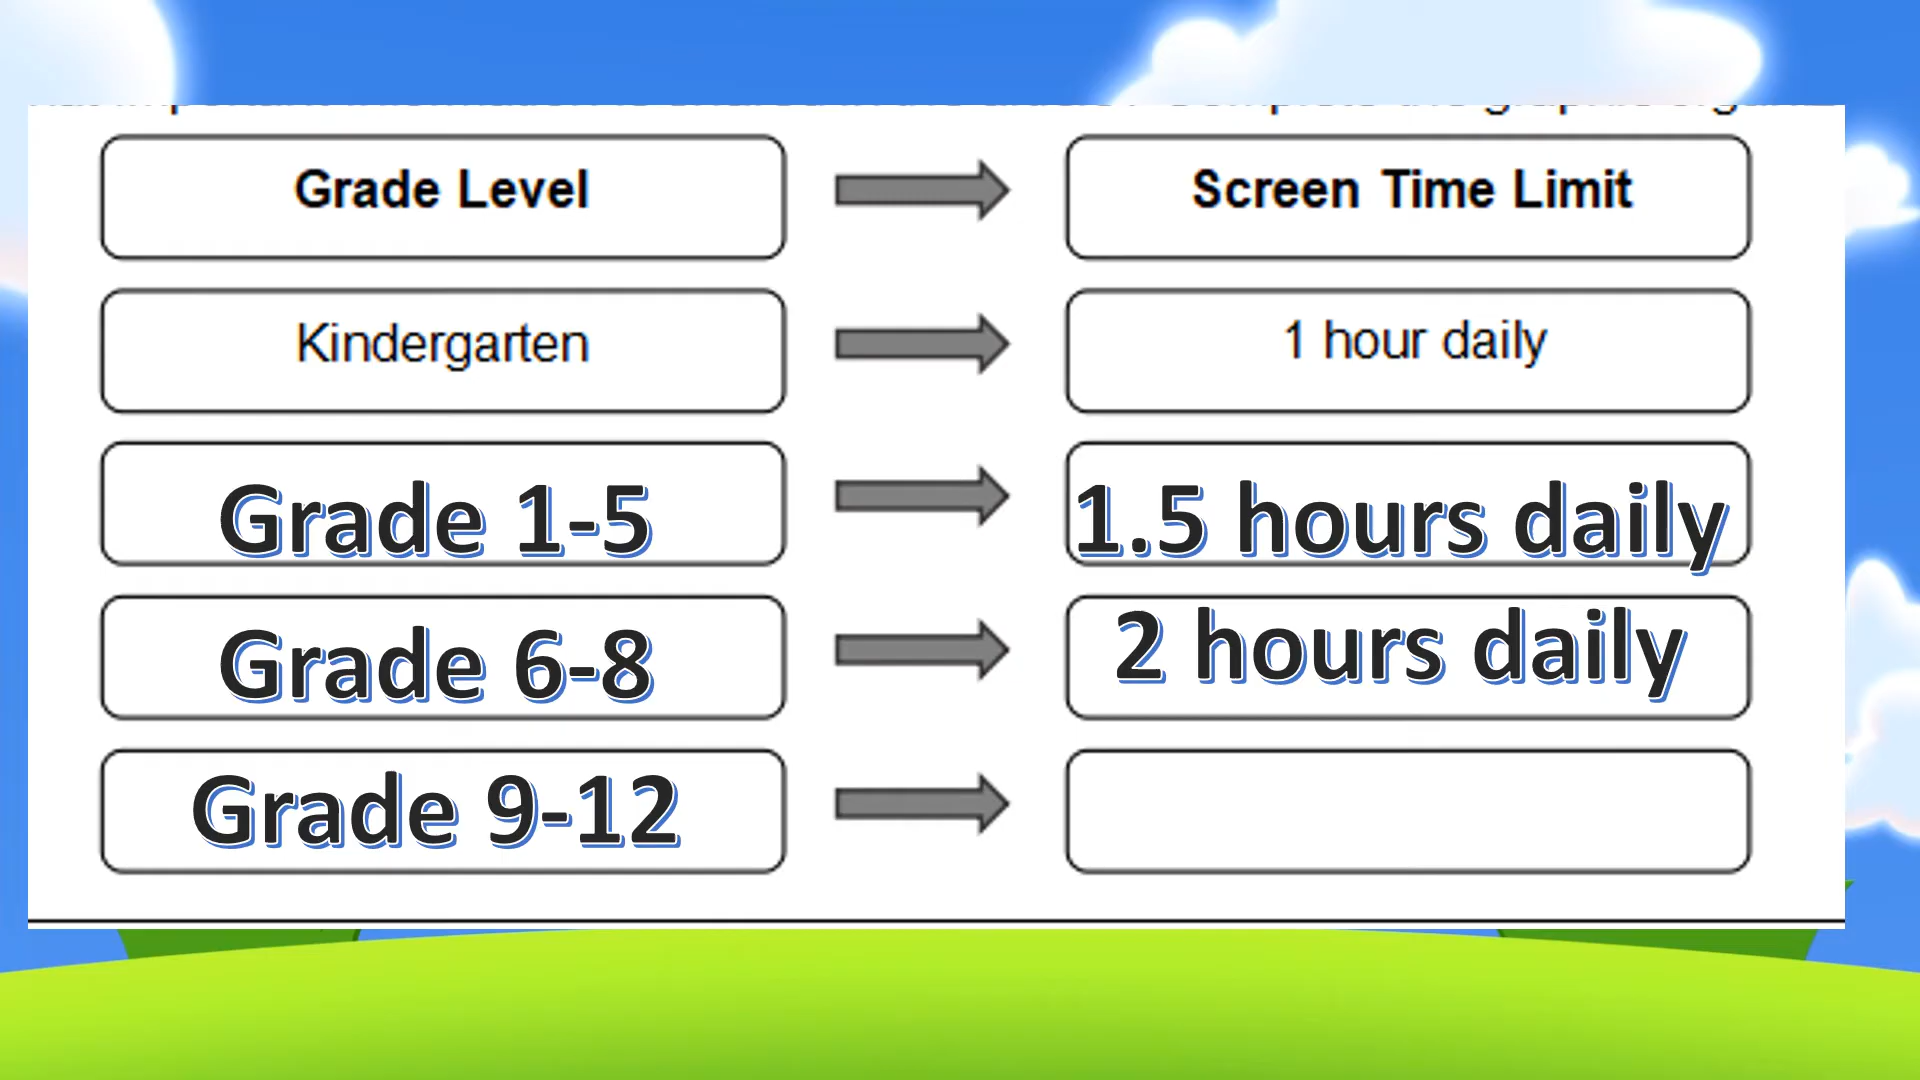 Grade Level
Screen Time Limit
Kindergarten
1 hour daily
Grade 1-5
1.5 hours daily
Grade 6-8
2 hours daily
Grade 9-12